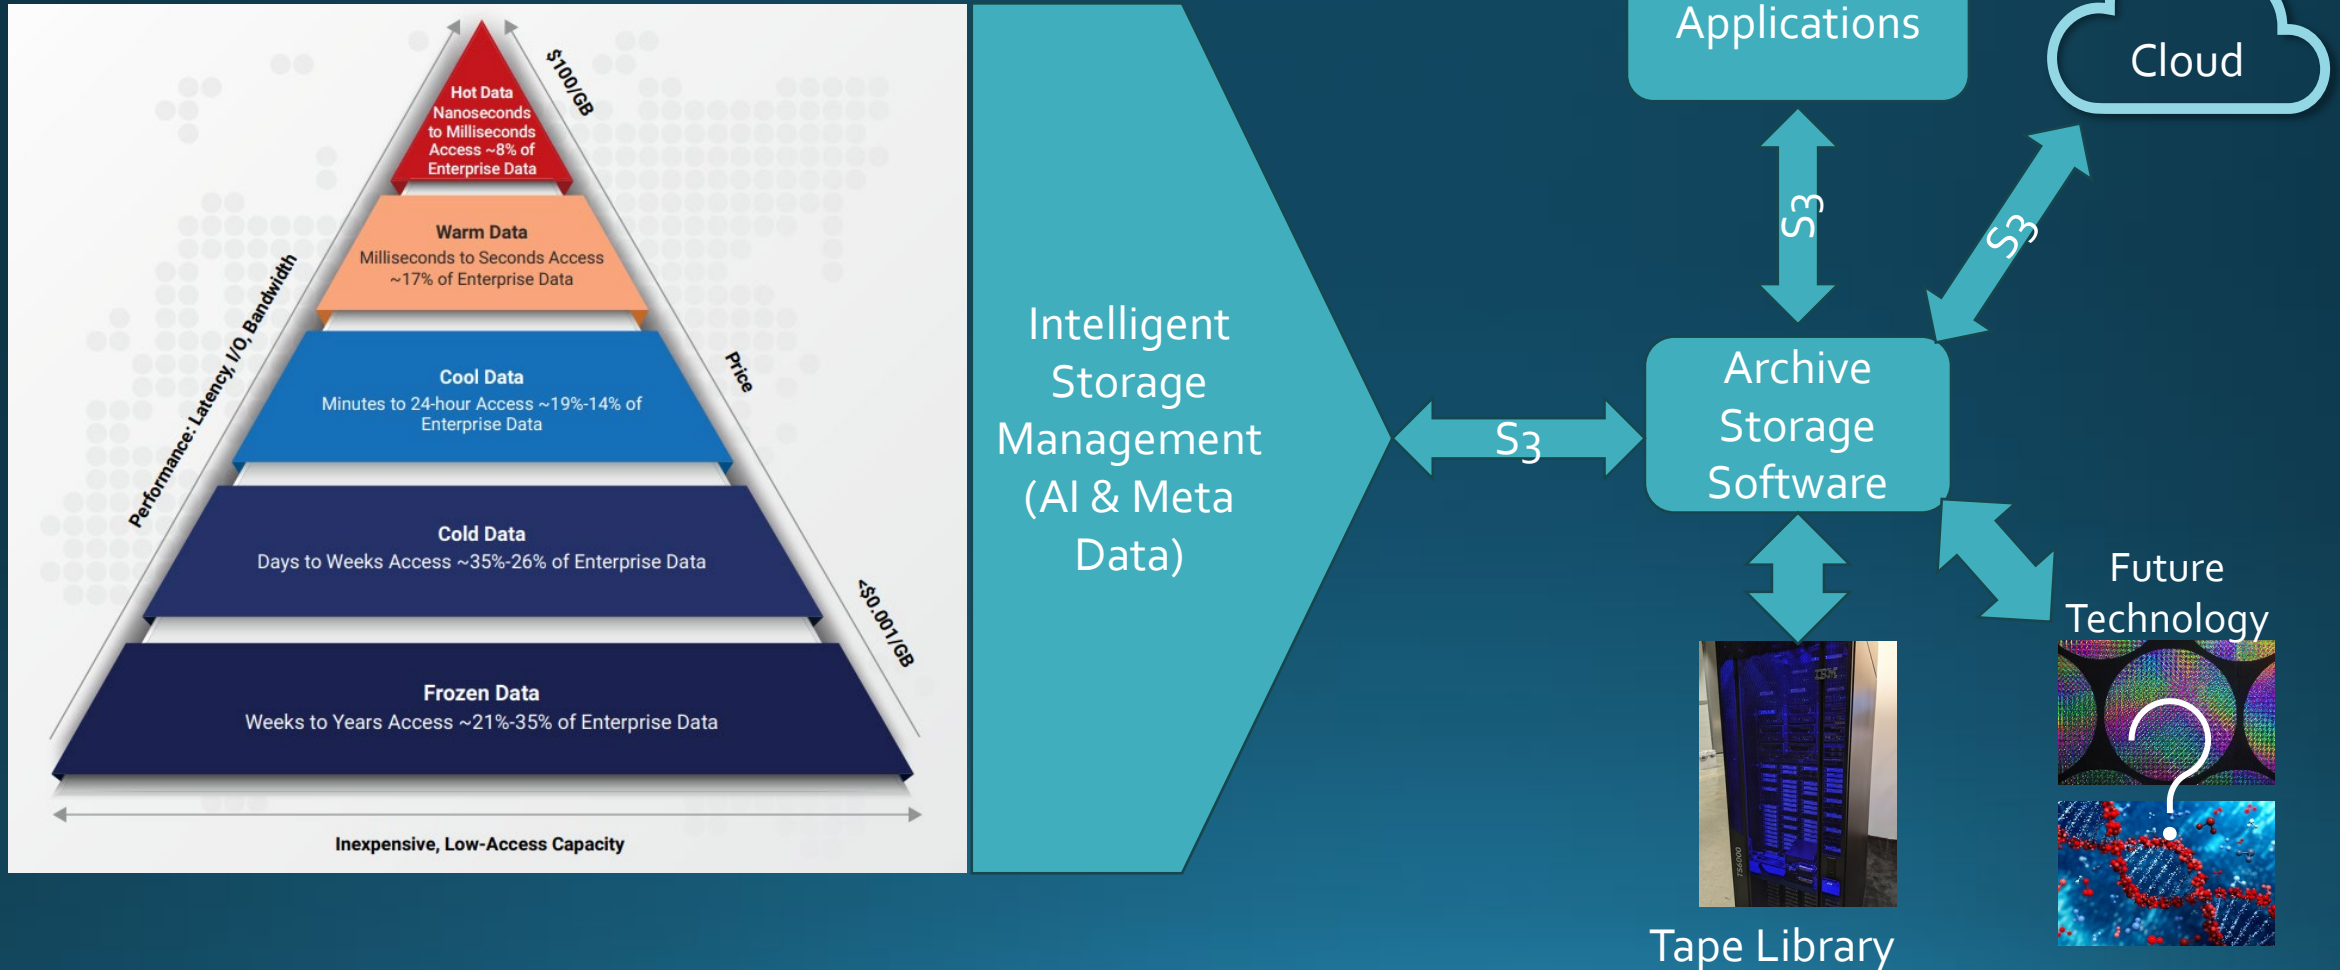 Hot Data
Nanoseconds
to Milliseconds
Access ~8% of
Enterprise Data
Warm Data
Milliseconds to Seconds Access
~17% of Enterprise Data
Cool Data
Minutes to 24-hour Access ~19%-14% of
Enterprise Data
Cold Data
Days to Weeks Access ~35%-26% of Enterprise Data
Frozen Data
Weeks to Years Access ~21%-35% of Enterprise Data
Performance: Latency, I/O, Bandwidth
$100/GB
Price
<$0.001/GB
Inexpensive, Low-Access Capacity
Intelligent
Storage
Management
(AI & Meta
Data)
S3
Applications
S3
Cloud
S3
Archive
Storage
Software
Future
Technology
?
IBM
TS6000
Tape Library